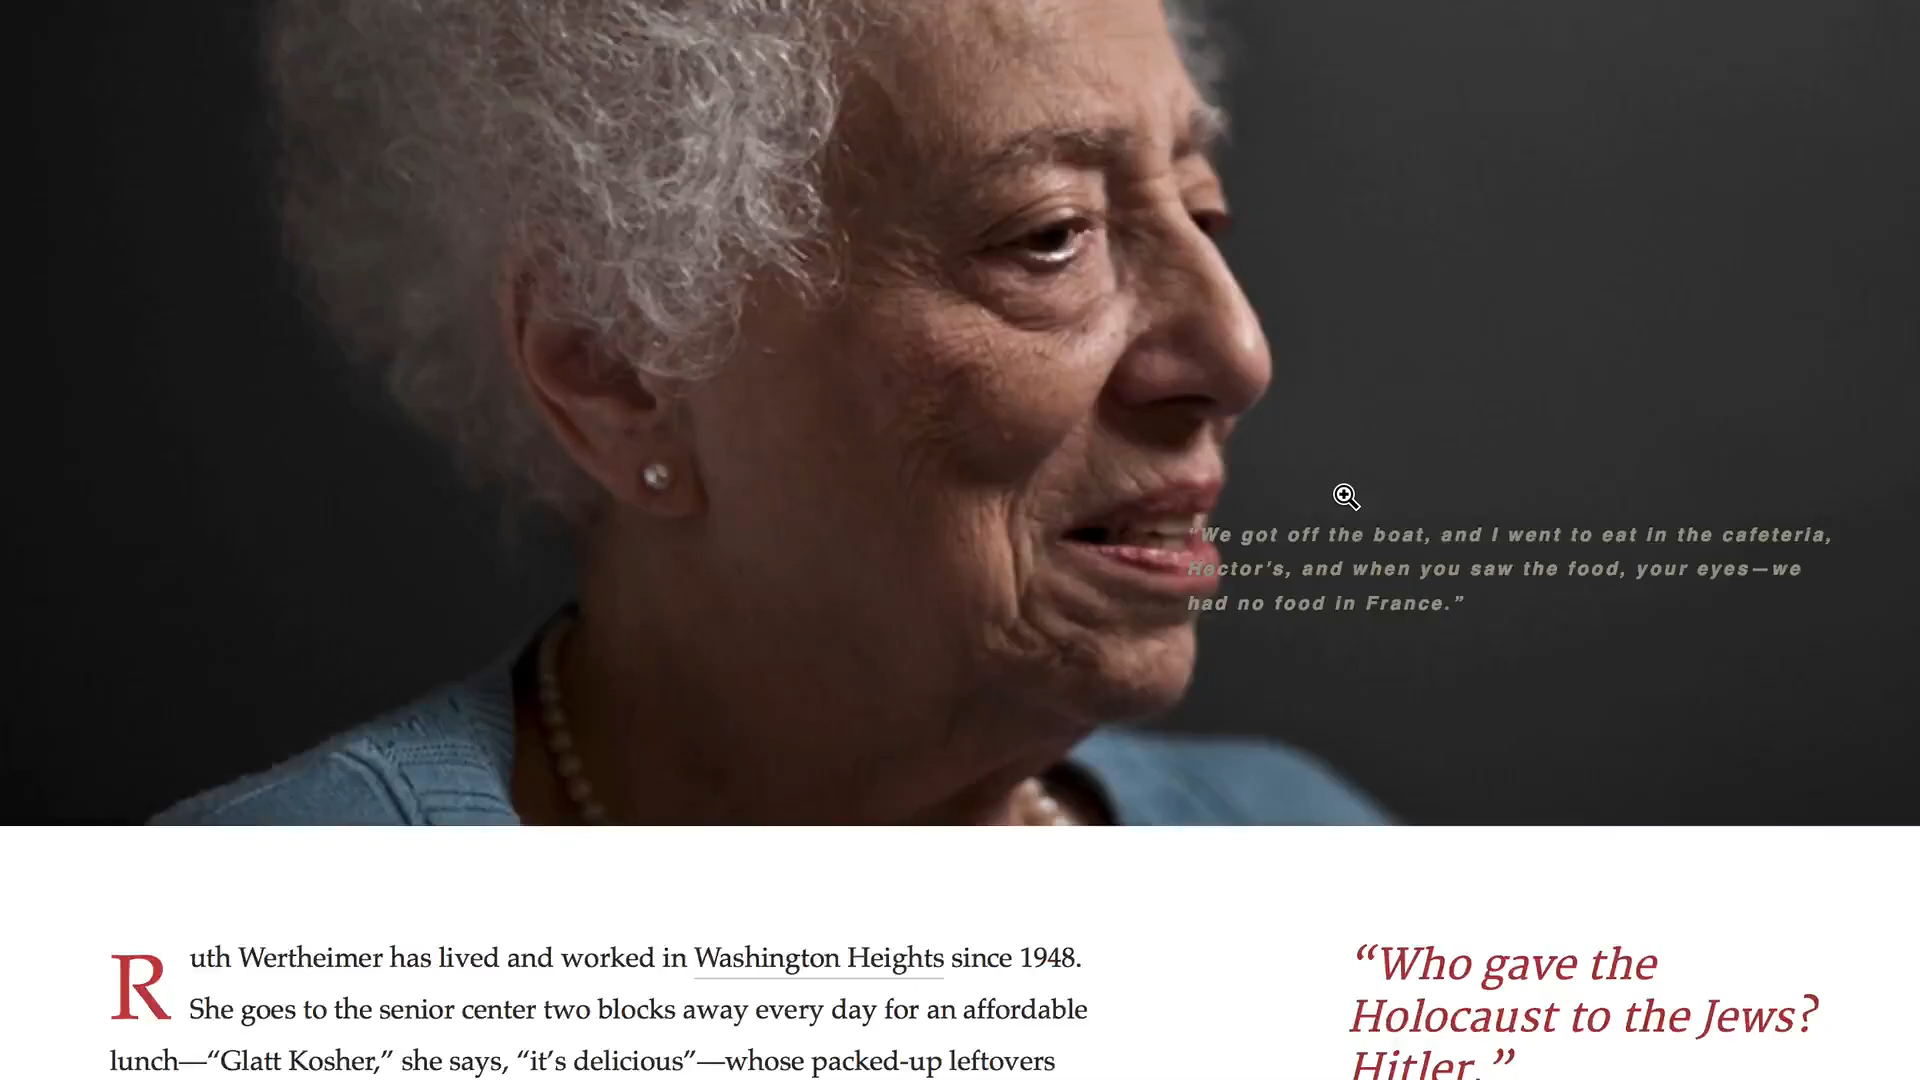 “We got off the boat, and I went to eat in the cafeteria,
Hector’s, and when you saw the food, your eyes—we
had no food in France.”
Ruth Wertheimer has lived and worked in Washington Heights since 1948.
She goes to the senior center two blocks away every day for an affordable
lunch—“Glatt Kosher,” she says, “it’s delicious”—whose packed-up leftovers
“Who gave the
Holocaust to the Jews?
Hitler.”